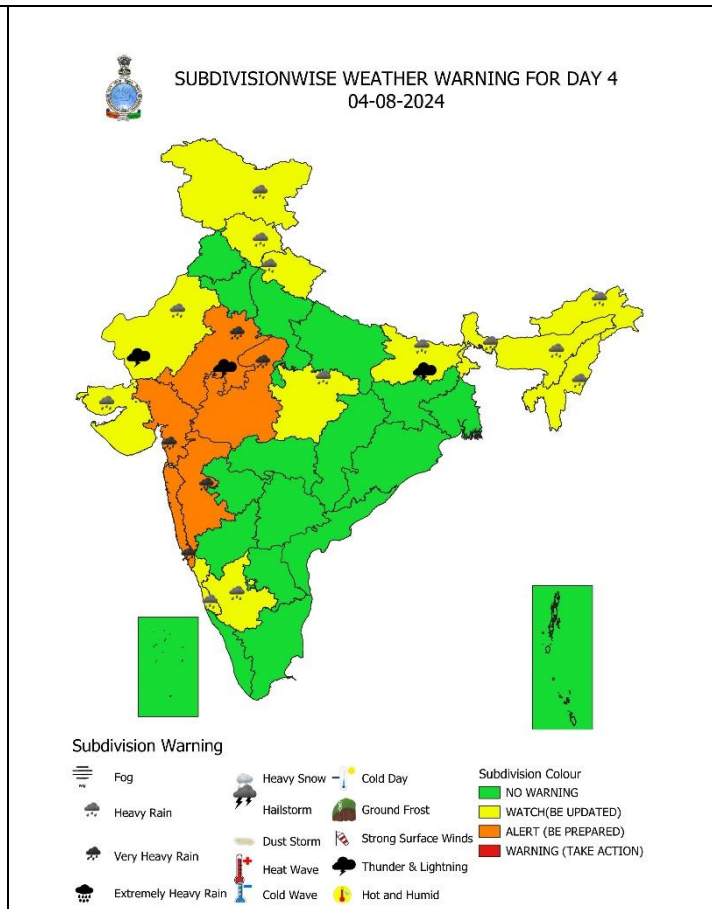 SUBDIVISIONWISE WEATHER WARNING FOR DAY 4
04-08-2024
Subdivision Warning
Fog
Heavy Rain
Very Heavy Rain
Extremely Heavy Rain
Heavy Snow
Hailstorm
Dust Storm
Heat Wave
Cold Wave
Cold Day
Ground Frost
Strong Surface Winds
Thunder & Lightning
Hot and Humid
Subdivision Colour
NO WARNING
WATCH(BE UPDATED)
ALERT (BE PREPARED)
WARNING (TAKE ACTION)